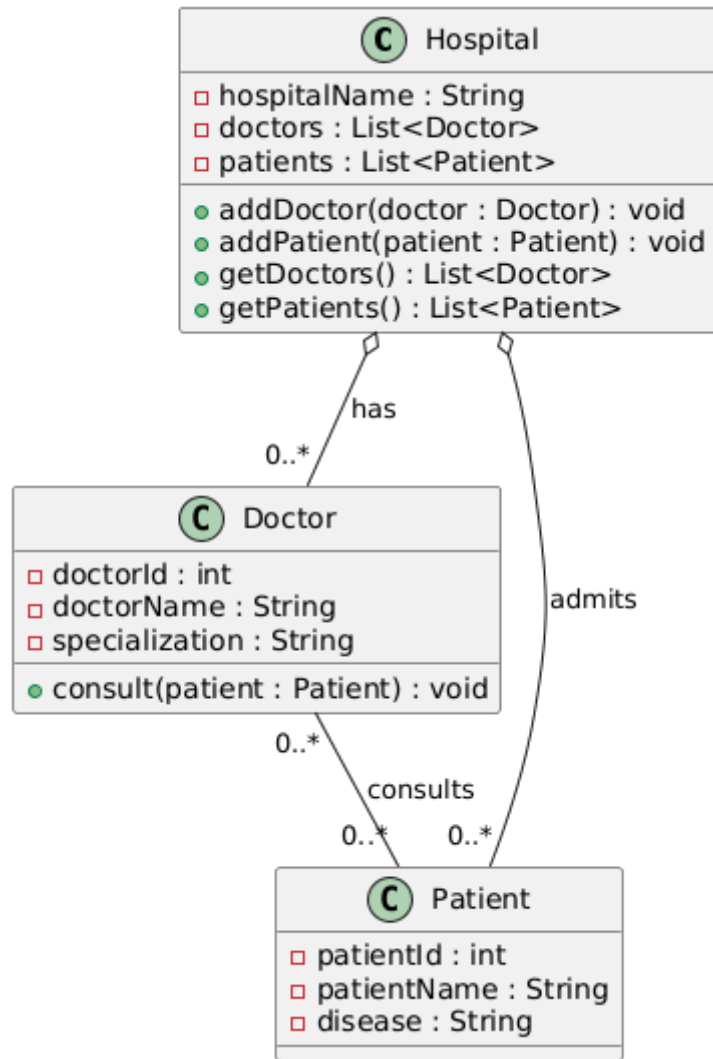 C Hospital
hospitalName : String
doctors : List<Doctor>
patients : List<Patient>
addDoctor(doctor : Doctor) : void
addPatient(patient : Patient) : void
getDoctors() : List<Doctor>
getPatients() : List<Patient>
has
0..*
C Doctor
doctorId : int
doctorName : String
specialization : String
consult(patient : Patient) : void
admits
0..*
consults
0..*
0..*
C Patient
patientId : int
patientName : String
disease : String